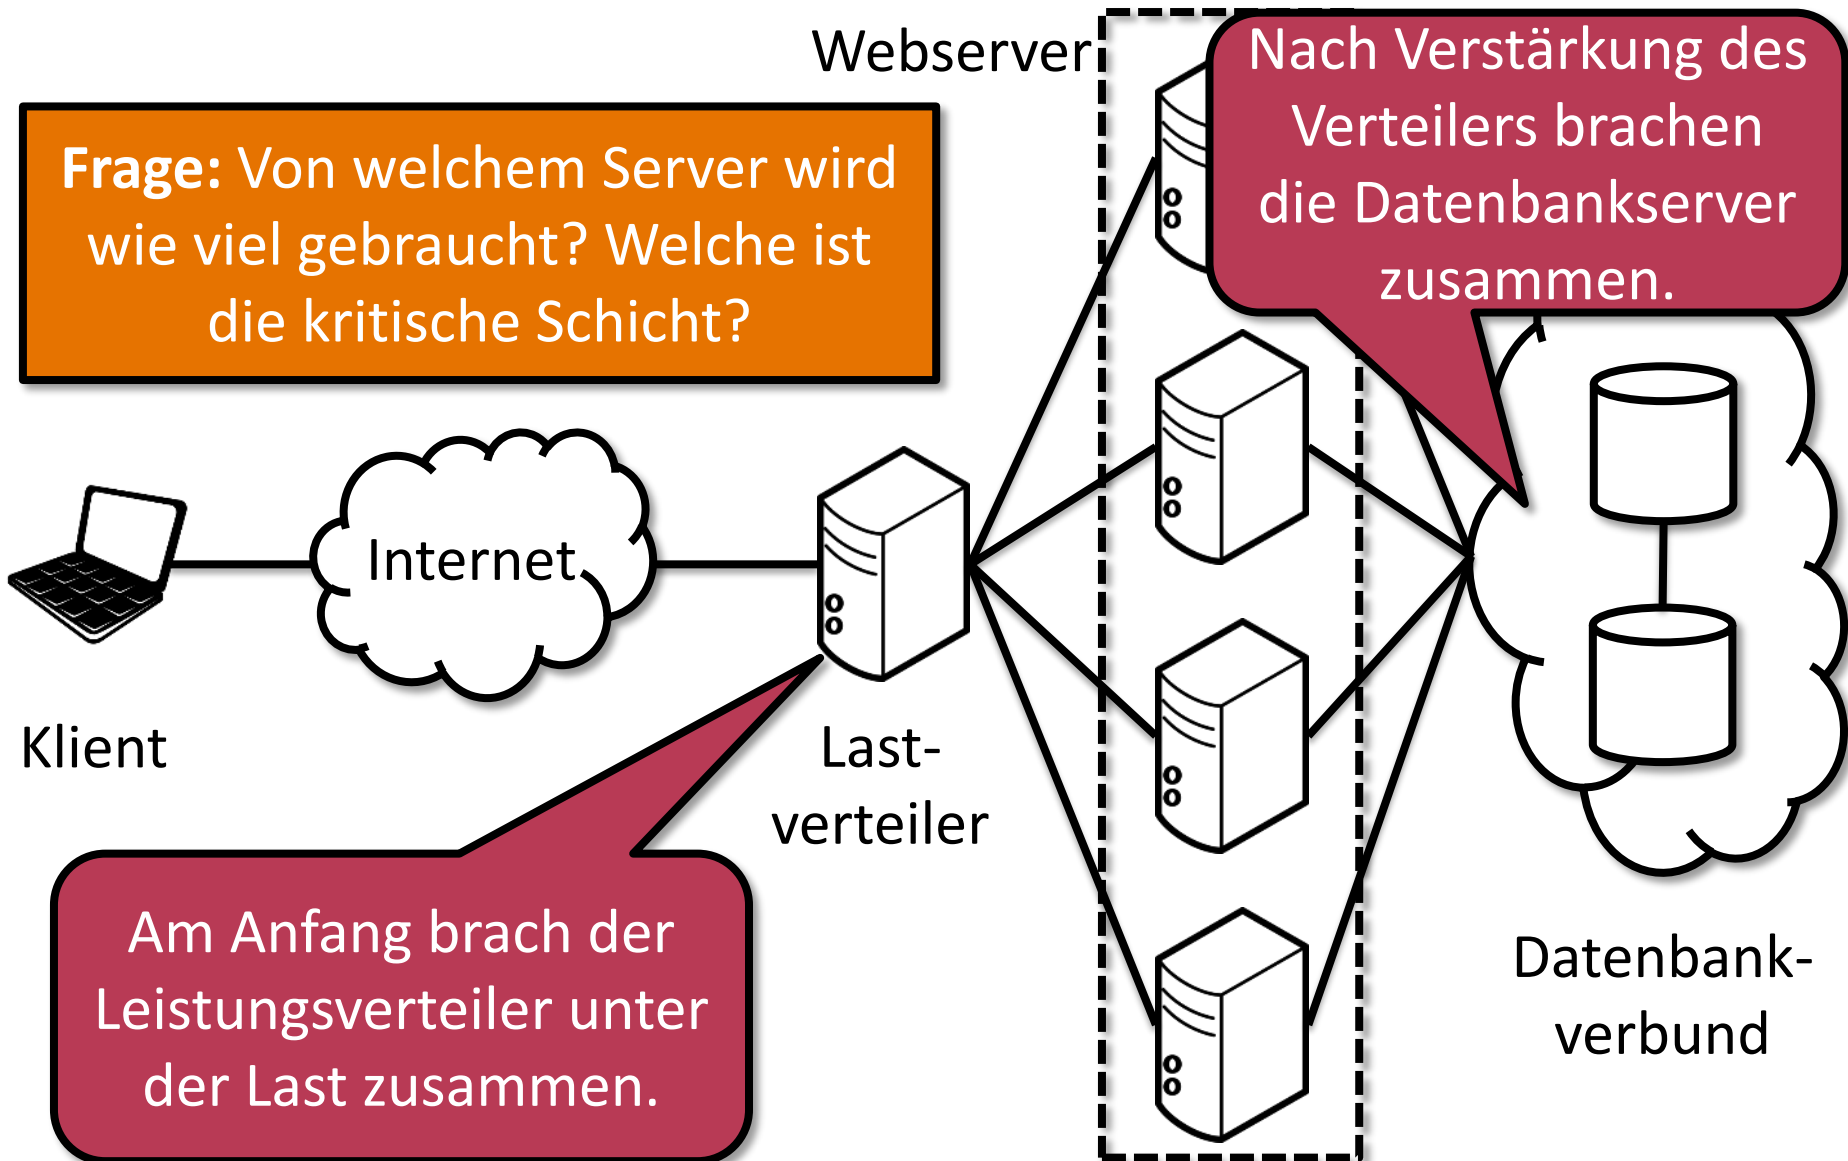 Webserver
Nach Verstärkung des
Verteilers brachen
die Datenbankserver
zusammen.
Frage: Von welchem Server wird
wie viel gebraucht? Welche ist
die kritische Schicht?
Internet
Klient
Last-
verteiler
Datenbank-
verbund
Am Anfang brach der
Leistungsverteiler unter
der Last zusammen.